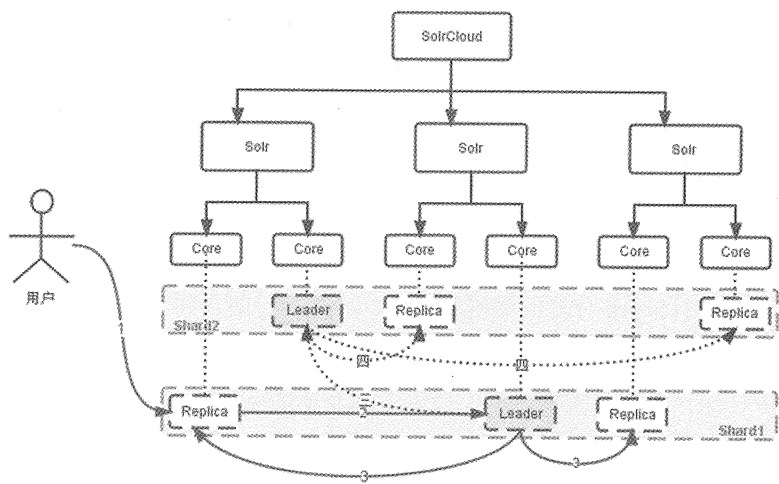 SolrCloud
Solr
Solr
Solr
Core
Core
Core
Core
Core
Core
用户
1
Leader
Replica
Replica
Shard2
四
四
三
Replica
2
Leader
Replica
Shard1
3
3